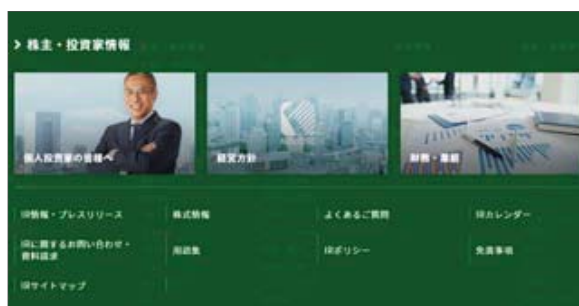 株主・投資家情報
個人投資家の皆様へ
経営方針
財務・業績
IR情報・プレスリリース
株式情報
よくあるご質問
IRカレンダー
IRに関するお問い合わせ・
資料請求
用語集
IRポリシー
免責事項
IRサイトマップ